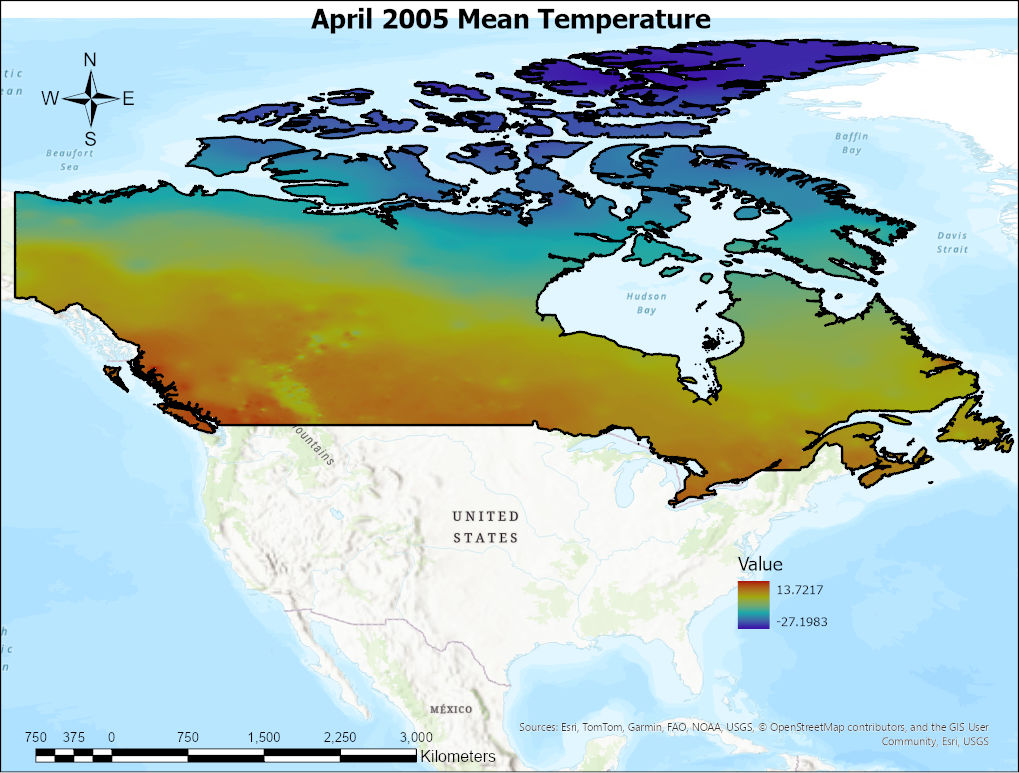 April 2005 Mean Temperature
N
W E
S
tic
ean
Beaufort
Sea
Baffin
Bay
Davis
Strait
Hudson
Bay
ountains
UNITED
STATES
Value
13.7217
-27.1983
h
ic
n
MÉXICO
Sources: Esri, TomTom, Garmin, FAO, NOAA, USGS, © OpenStreetMap contributors, and the GIS User
Community, Esri, USGS
750 375 0 750 1,500 2,250 3,000
Kilometers